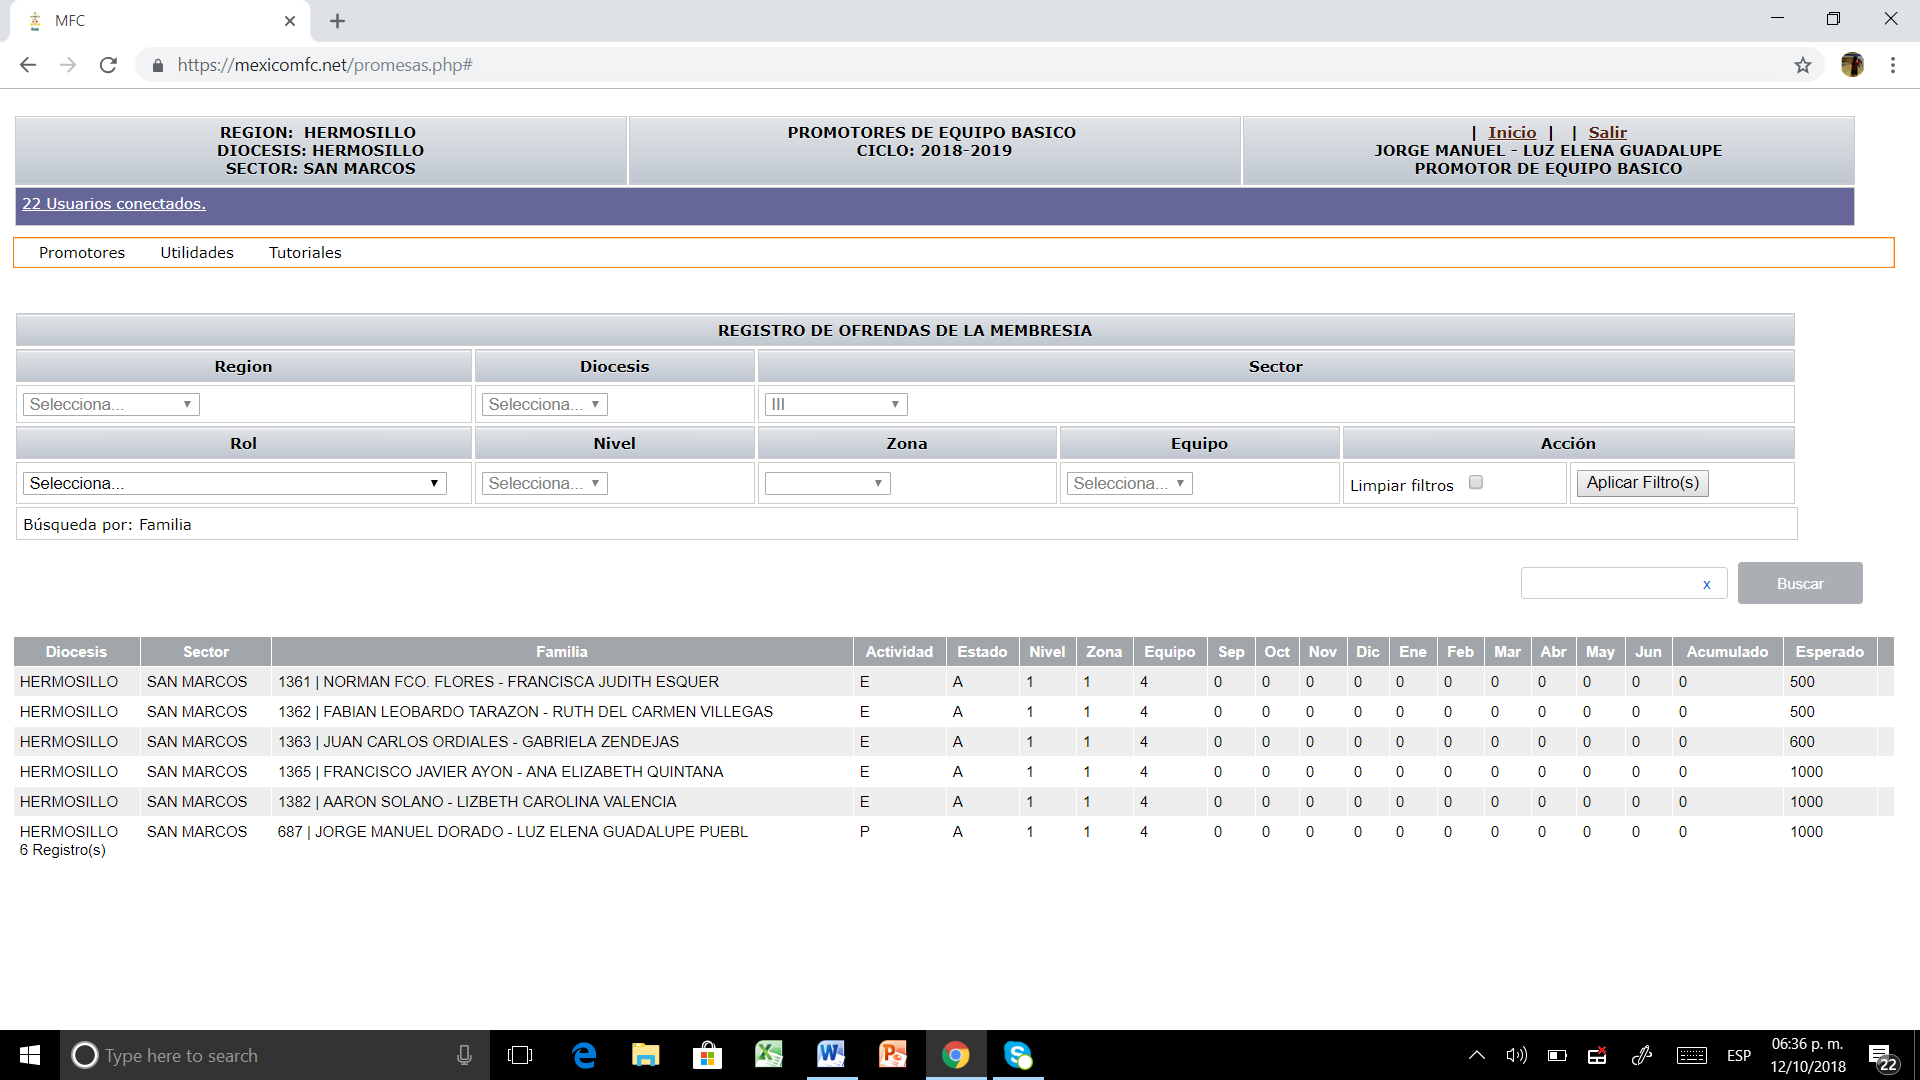 MFC
https://mexicomfc.net/promesas.php#
REGION: HERMOSILLO
DIOCESIS: HERMOSILLO
SECTOR: SAN MARCOS
PROMOTORES DE EQUIPO BASICO
CICLO: 2018-2019
| Inicio | | Salir
JORGE MANUEL - LUZ ELENA GUADALUPE
PROMOTOR DE EQUIPO BASICO
22 Usuarios conectados.
Promotores Utilidades Tutoriales
REGISTRO DE OFRENDAS DE LA MEMBRESIA
Region Diocesis Sector
Selecciona... Selecciona... III
Rol Nivel Zona Equipo Acción
Selecciona... Selecciona... Selecciona... Limpiar filtros Aplicar Filtro(s)
Búsqueda por: Familia
x Buscar
Diocesis Sector Familia Actividad Estado Nivel Zona Equipo Sep Oct Nov Dic Ene Feb Mar Abr May Jun Acumulado Esperado
HERMOSILLO SAN MARCOS 1361 | NORMAN FCO. FLORES - FRANCISCA JUDITH ESQUER E A 1 1 4 0 0 0 0 0 0 0 0 0 0 0 500
HERMOSILLO SAN MARCOS 1362 | FABIAN LEOBARDO TARAZON - RUTH DEL CARMEN VILLEGAS E A 1 1 4 0 0 0 0 0 0 0 0 0 0 0 500
HERMOSILLO SAN MARCOS 1363 | JUAN CARLOS ORDIALES - GABRIELA ZENDEJAS E A 1 1 4 0 0 0 0 0 0 0 0 0 0 0 600
HERMOSILLO SAN MARCOS 1365 | FRANCISCO JAVIER AYON - ANA ELIZABETH QUINTANA E A 1 1 4 0 0 0 0 0 0 0 0 0 0 0 1000
HERMOSILLO SAN MARCOS 1382 | AARON SOLANO - LIZBETH CAROLINA VALENCIA E A 1 1 4 0 0 0 0 0 0 0 0 0 0 0 1000
HERMOSILLO SAN MARCOS 687 | JORGE MANUEL DORADO - LUZ ELENA GUADALUPE PUEBL P A 1 1 4 0 0 0 0 0 0 0 0 0 0 0 1000
6 Registro(s)
Type here to search
ESP
06:36 p. m.
12/10/2018
22